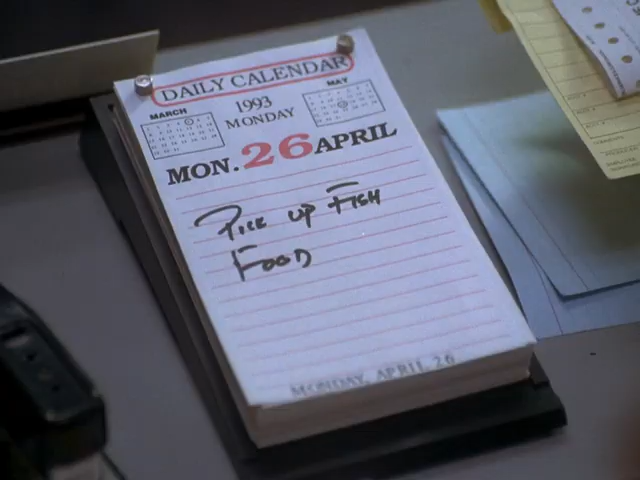 DAILY CALENDAR
MARCH
1993
MONDAY
MAY
MON. 26 APRIL
PICK UP FISH
FOOD
MONDAY, APRIL 26